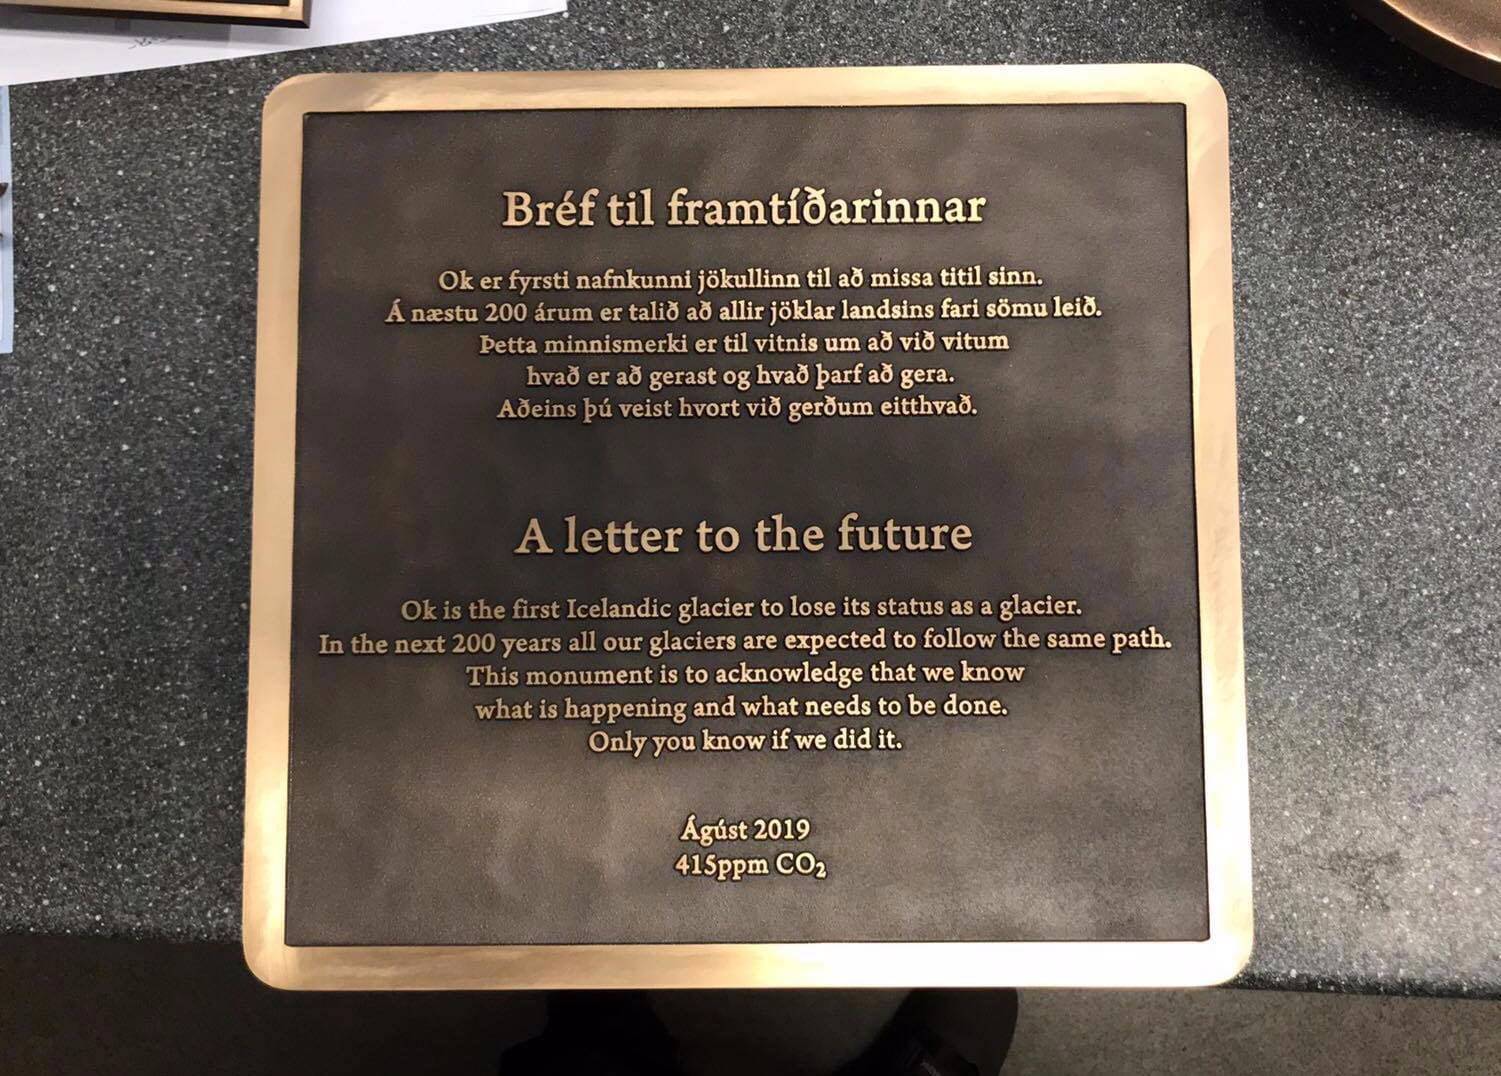 Bréf til framtíðarinnar
Ok er fyrsti nafnkunni jökullinn til að missa titil sinn.
Á næstu 200 árum er talið að allir jöklar landsins fari sömu leið.
Þetta minnismerki er til vitnis um að við vitum
hvað er að gerast og hvað þarf að gera.
Aðeins þú veist hvort við gerðum eitthvað.
A letter to the future
Ok is the first Icelandic glacier to lose its status as a glacier.
In the next 200 years all our glaciers are expected to follow the same path.
This monument is to acknowledge that we know
what is happening and what needs to be done.
Only you know if we did it.
Ágúst 2019
415ppm CO₂